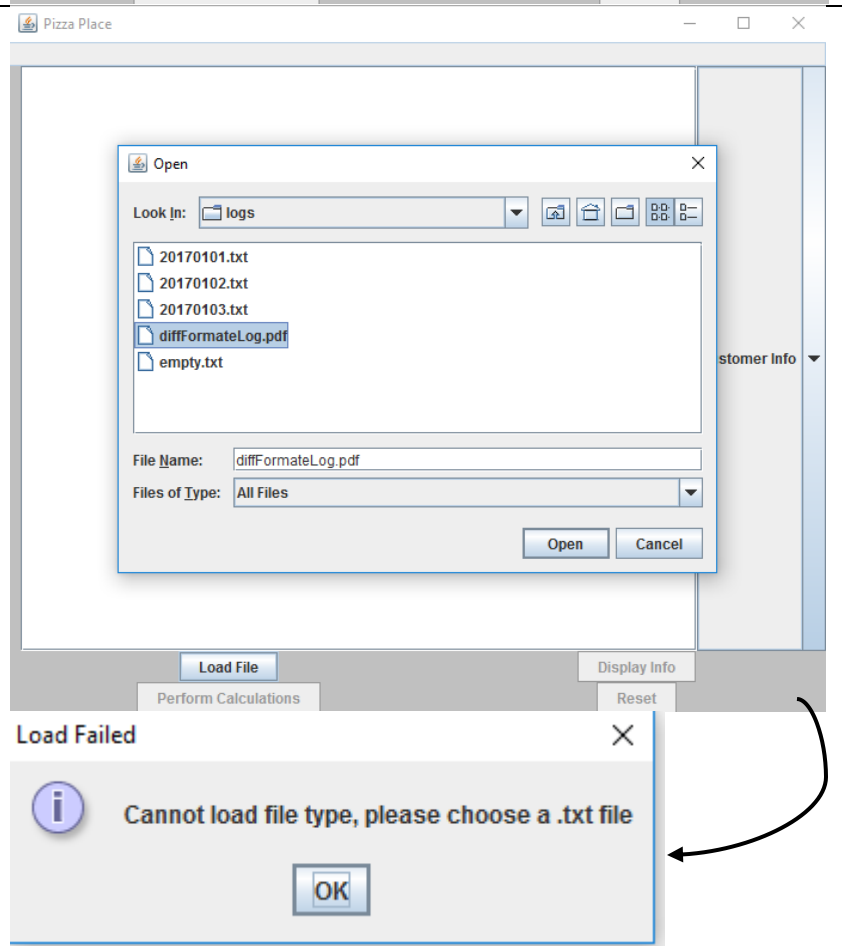 Pizza Place
Open
Look In: logs
20170101.txt
20170102.txt
20170103.txt
diffFormateLog.pdf
empty.txt
stomer Info
File Name: diffFormateLog.pdf
Files of Type: All Files
Open Cancel
Load File Display Info
Perform Calculations Reset
Load Failed
Cannot load file type, please choose a .txt file
OK